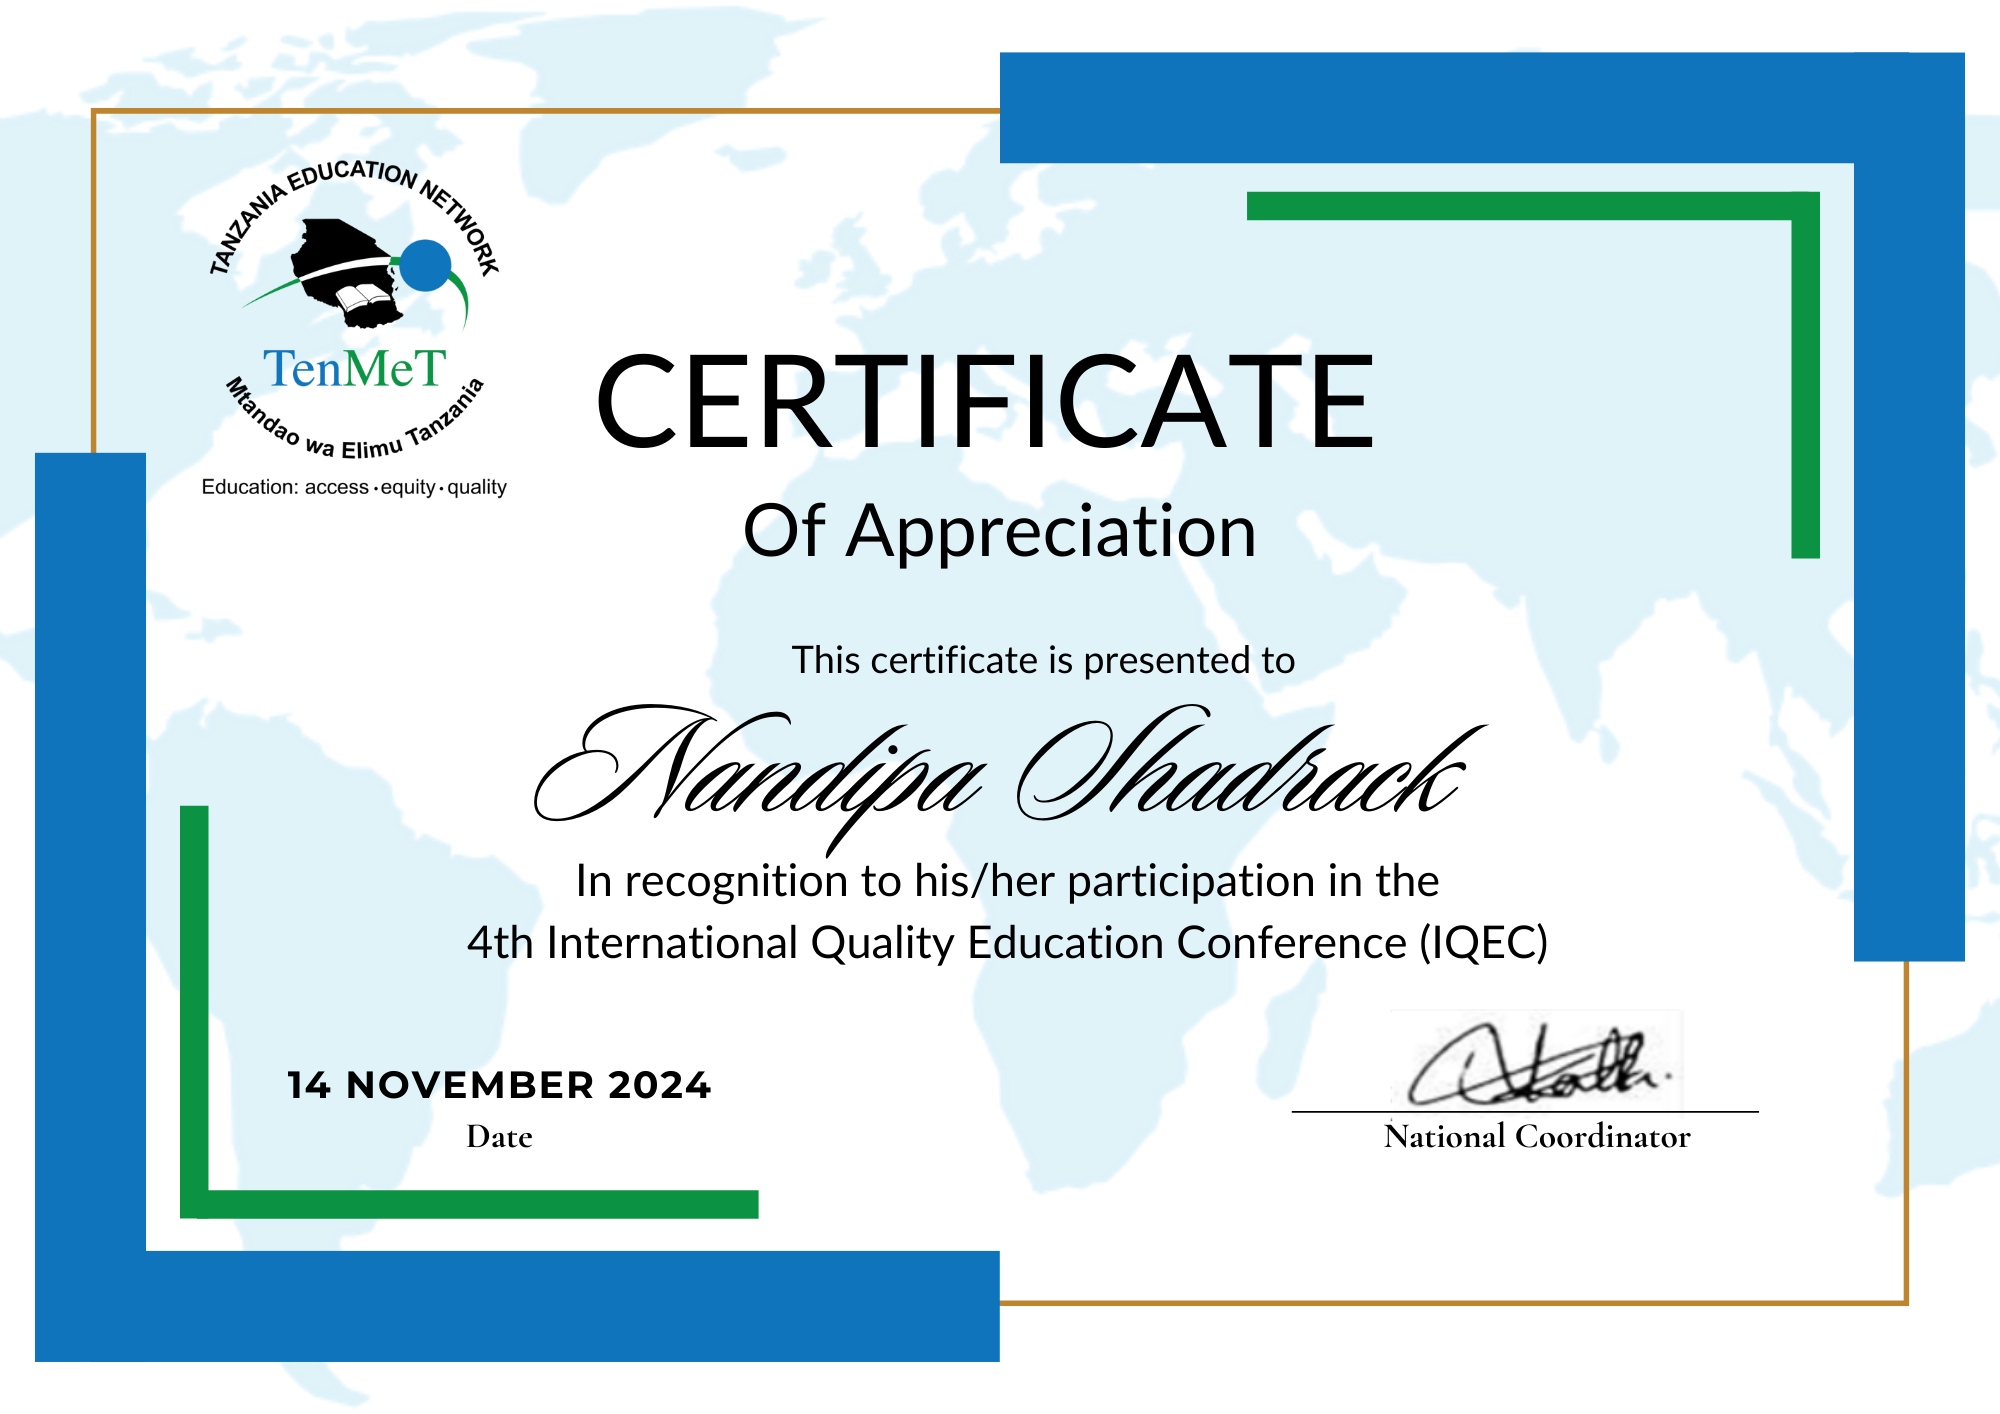 TANZANIA EDUCATION NETWORK
TenMeT
Mtandao wa Elimu Tanzania
Education: access • equity • quality
CERTIFICATE
Of Appreciation
This certificate is presented to
Nandipa Shadrack
In recognition to his/her participation in the
4th International Quality Education Conference (IQEC)
14 NOVEMBER 2024
Date
National Coordinator